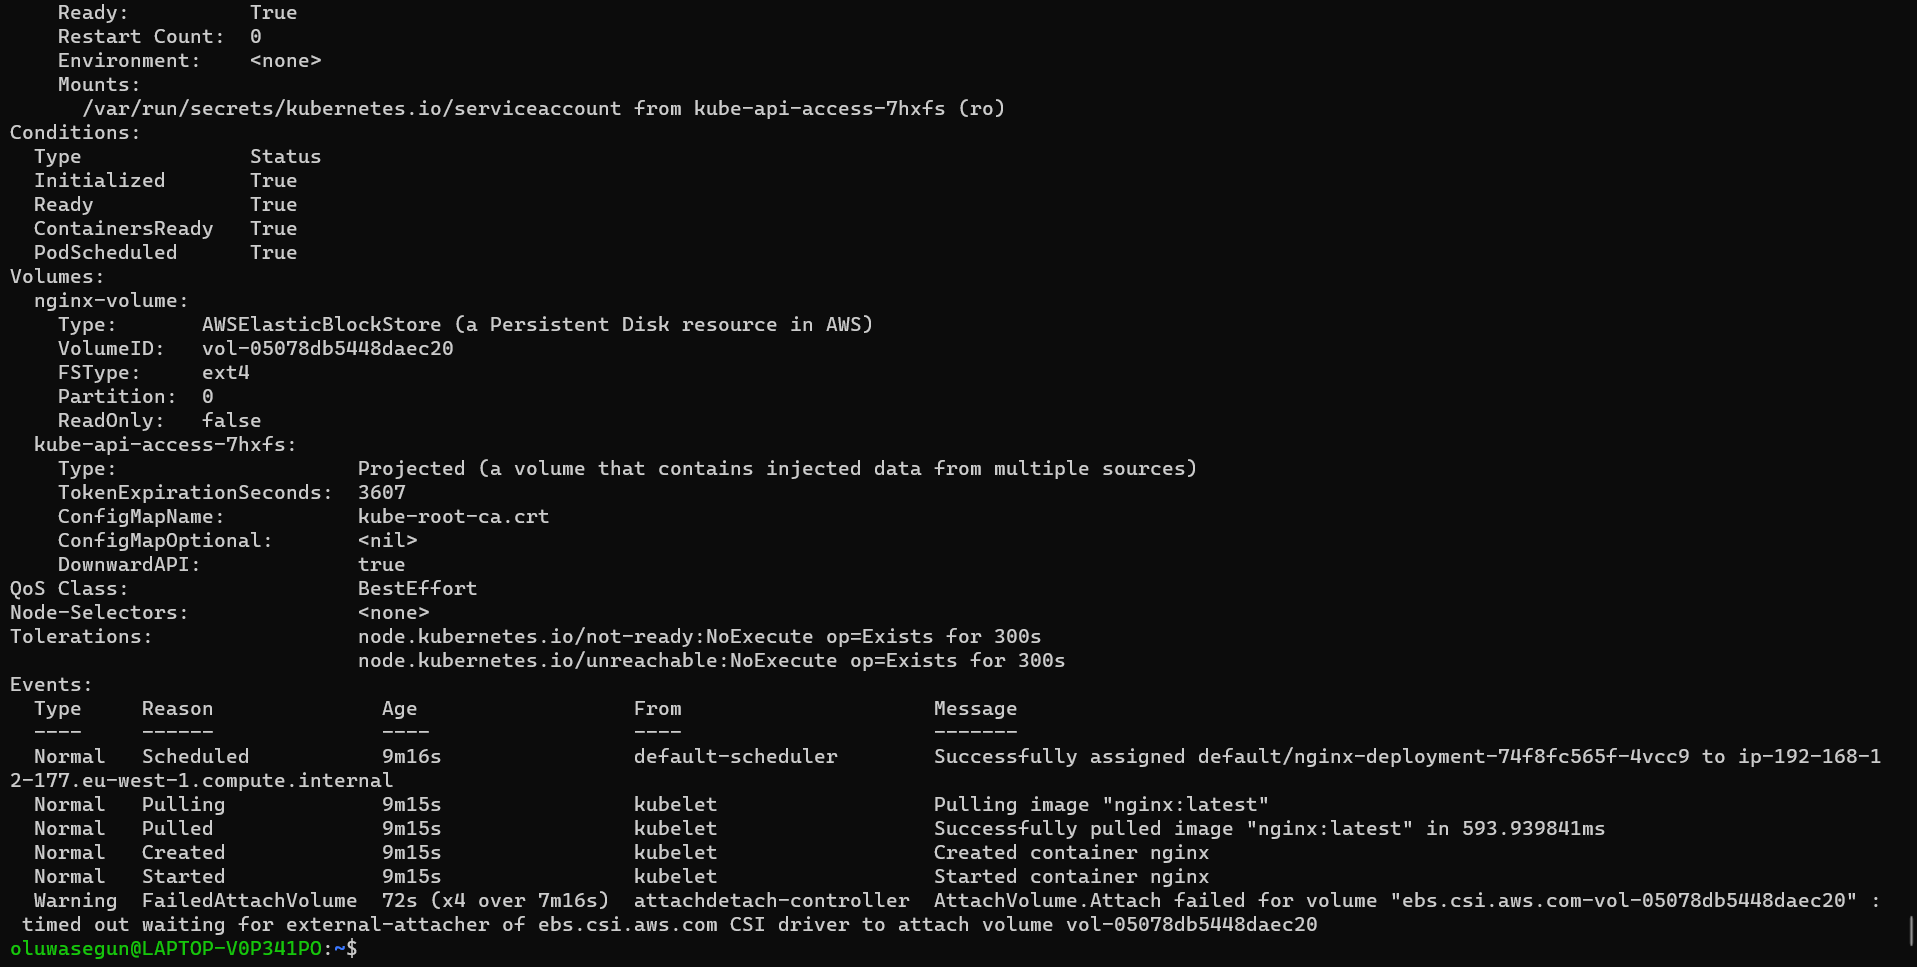 Ready:          True
    Restart Count:  0
    Environment:    <none>
    Mounts:
      /var/run/secrets/kubernetes.io/serviceaccount from kube-api-access-7hxfs (ro)
Conditions:
  Type              Status
  Initialized       True
  Ready             True
  ContainersReady   True
  PodScheduled      True
Volumes:
  nginx-volume:
    Type:       AWSElasticBlockStore (a Persistent Disk resource in AWS)
    VolumeID:   vol-05078db5448daec20
    FSType:     ext4
    Partition:  0
    ReadOnly:   false
  kube-api-access-7hxfs:
    Type:                    Projected (a volume that contains injected data from multiple sources)
    TokenExpirationSeconds:  3607
    ConfigMapName:           kube-root-ca.crt
    ConfigMapOptional:       <nil>
    DownwardAPI:             true
QoS Class:                   BestEffort
Node-Selectors:              <none>
Tolerations:                 node.kubernetes.io/not-ready:NoExecute op=Exists for 300s
                             node.kubernetes.io/unreachable:NoExecute op=Exists for 300s
Events:
  Type     Reason              Age                  From                     Message
  ----     ------              ----                 ----                     -------
  Normal   Scheduled           9m16s                default-scheduler        Successfully assigned default/nginx-deployment-74f8fc565f-4vcc9 to ip-192-168-1
2-177.eu-west-1.compute.internal
  Normal   Pulling             9m15s                kubelet                  Pulling image "nginx:latest"
  Normal   Pulled              9m15s                kubelet                  Successfully pulled image "nginx:latest" in 593.939841ms
  Normal   Created             9m15s                kubelet                  Created container nginx
  Normal   Started             9m15s                kubelet                  Started container nginx
  Warning  FailedAttachVolume  72s (x4 over 7m16s)  attachdetach-controller  AttachVolume.Attach failed for volume "ebs.csi.aws.com-vol-05078db5448daec20" :
 timed out waiting for external-attacher of ebs.csi.aws.com CSI driver to attach volume vol-05078db5448daec20
oluwasegun@LAPTOP-V0P341PO:~$